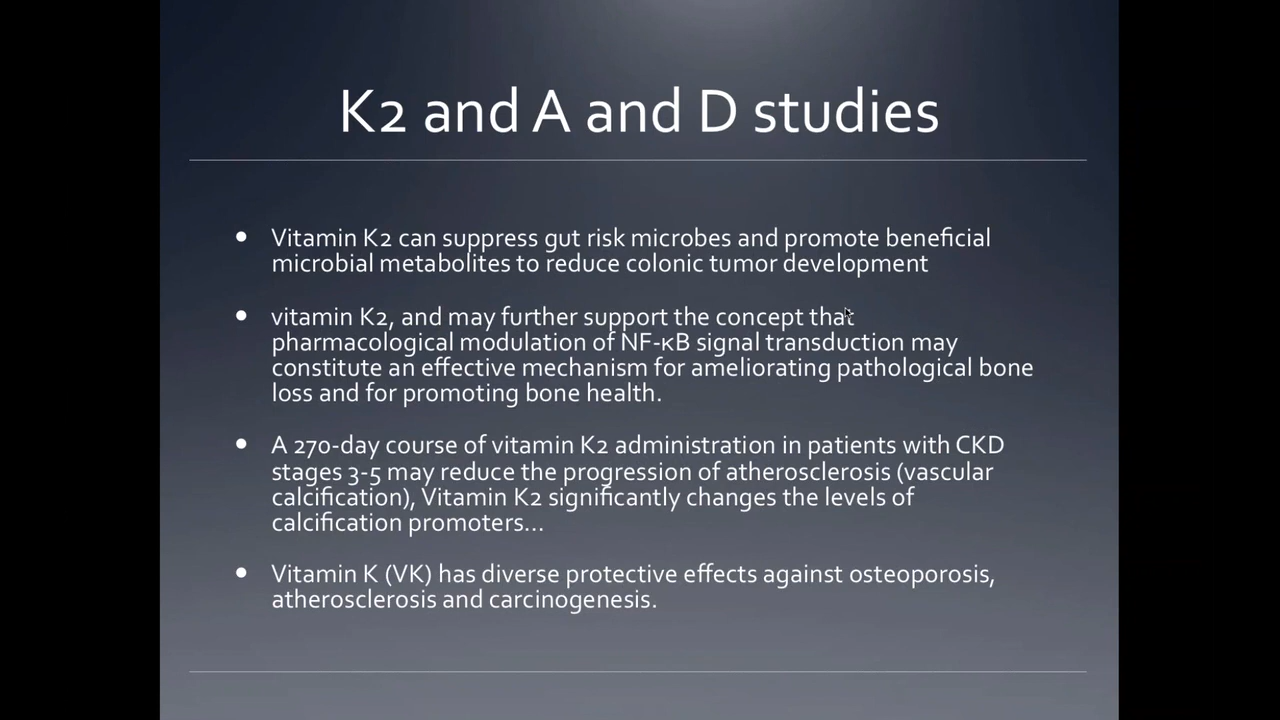 K2 and A and D studies
• Vitamin K2 can suppress gut risk microbes and promote beneficial
microbial metabolites to reduce colonic tumor development
• vitamin K2, and may further support the concept that
pharmacological modulation of NF-κB signal transduction may
constitute an effective mechanism for ameliorating pathological bone
loss and for promoting bone health.
• A 270-day course of vitamin K2 administration in patients with CKD
stages 3-5 may reduce the progression of atherosclerosis (vascular
calcification), Vitamin K2 significantly changes the levels of
calcification promoters...
• Vitamin K (VK) has diverse protective effects against osteoporosis,
atherosclerosis and carcinogenesis.